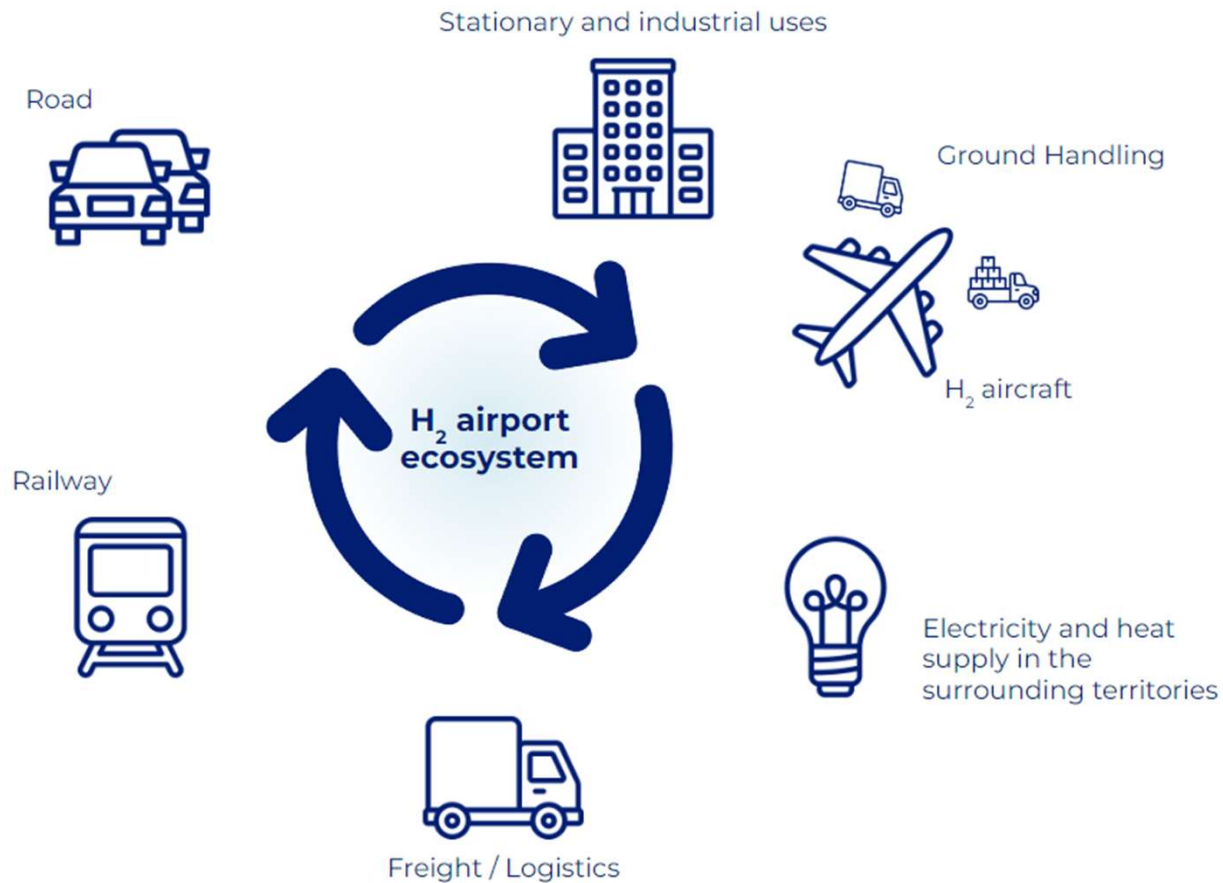 Stationary and industrial uses
Road
Ground Handling
H₂ aircraft
H₂ airport
ecosystem
Railway
Electricity and heat
supply in the
surrounding territories
Freight / Logistics